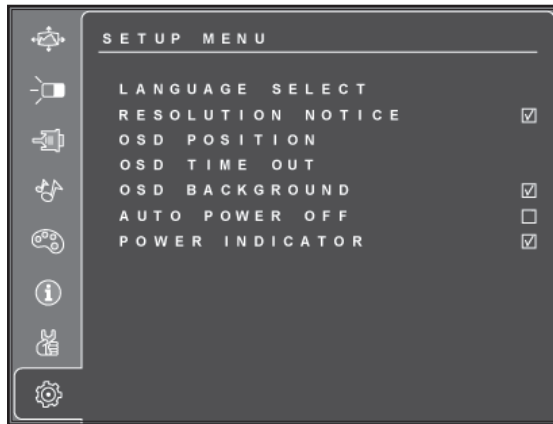 SETUP MENU
LANGUAGE SELECT
RESOLUTION NOTICE
OSD POSITION
OSD TIME OUT
OSD BACKGROUND
AUTO POWER OFF
POWER INDICATOR